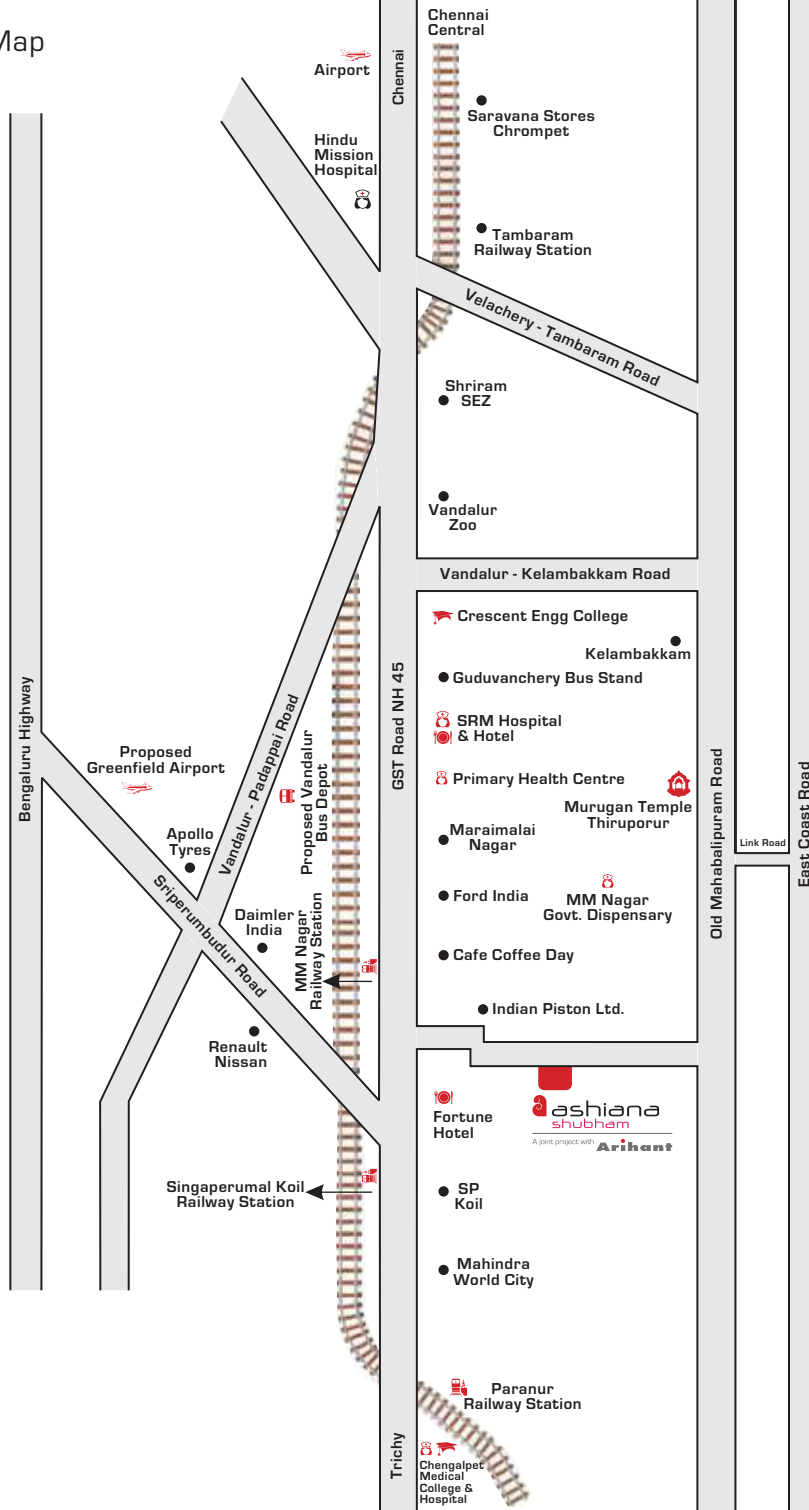 Map
Chennai
Central
Airport
Chennai
Saravana Stores
Chrompet
Hindu
Mission
Hospital
Tambaram
Railway Station
Velachery - Tambaram Road
Shriram
SEZ
Vandalur
Zoo
Vandalur - Kelambakkam Road
Crescent Engg College
Kelambakkam
Guduvanchery Bus Stand
GST Road NH 45
Bengaluru Highway
SRM Hospital
& Hotel
Proposed
Greenfield Airport
Vandalur - Padappai Road
Proposed Vandalur
Bus Depot
Primary Health Centre
Murugan Temple
Thiruporur
Old Mahabalipuram Road
East Coast Road
Link Road
Apollo
Tyres
Maraimalai
Nagar
Sriperumbudur Road
Daimler
India
MM Nagar
Railway Station
Ford India
MM Nagar
Govt. Dispensary
Cafe Coffee Day
Indian Piston Ltd.
Renault
Nissan
Fortune
Hotel
ashiana
shubham
A joint project with Arihant
Singaperumal Koil
Railway Station
SP
Koil
Mahindra
World City
Paranur
Railway Station
Trichy
Chengalpet
Medical
College &
Hospital